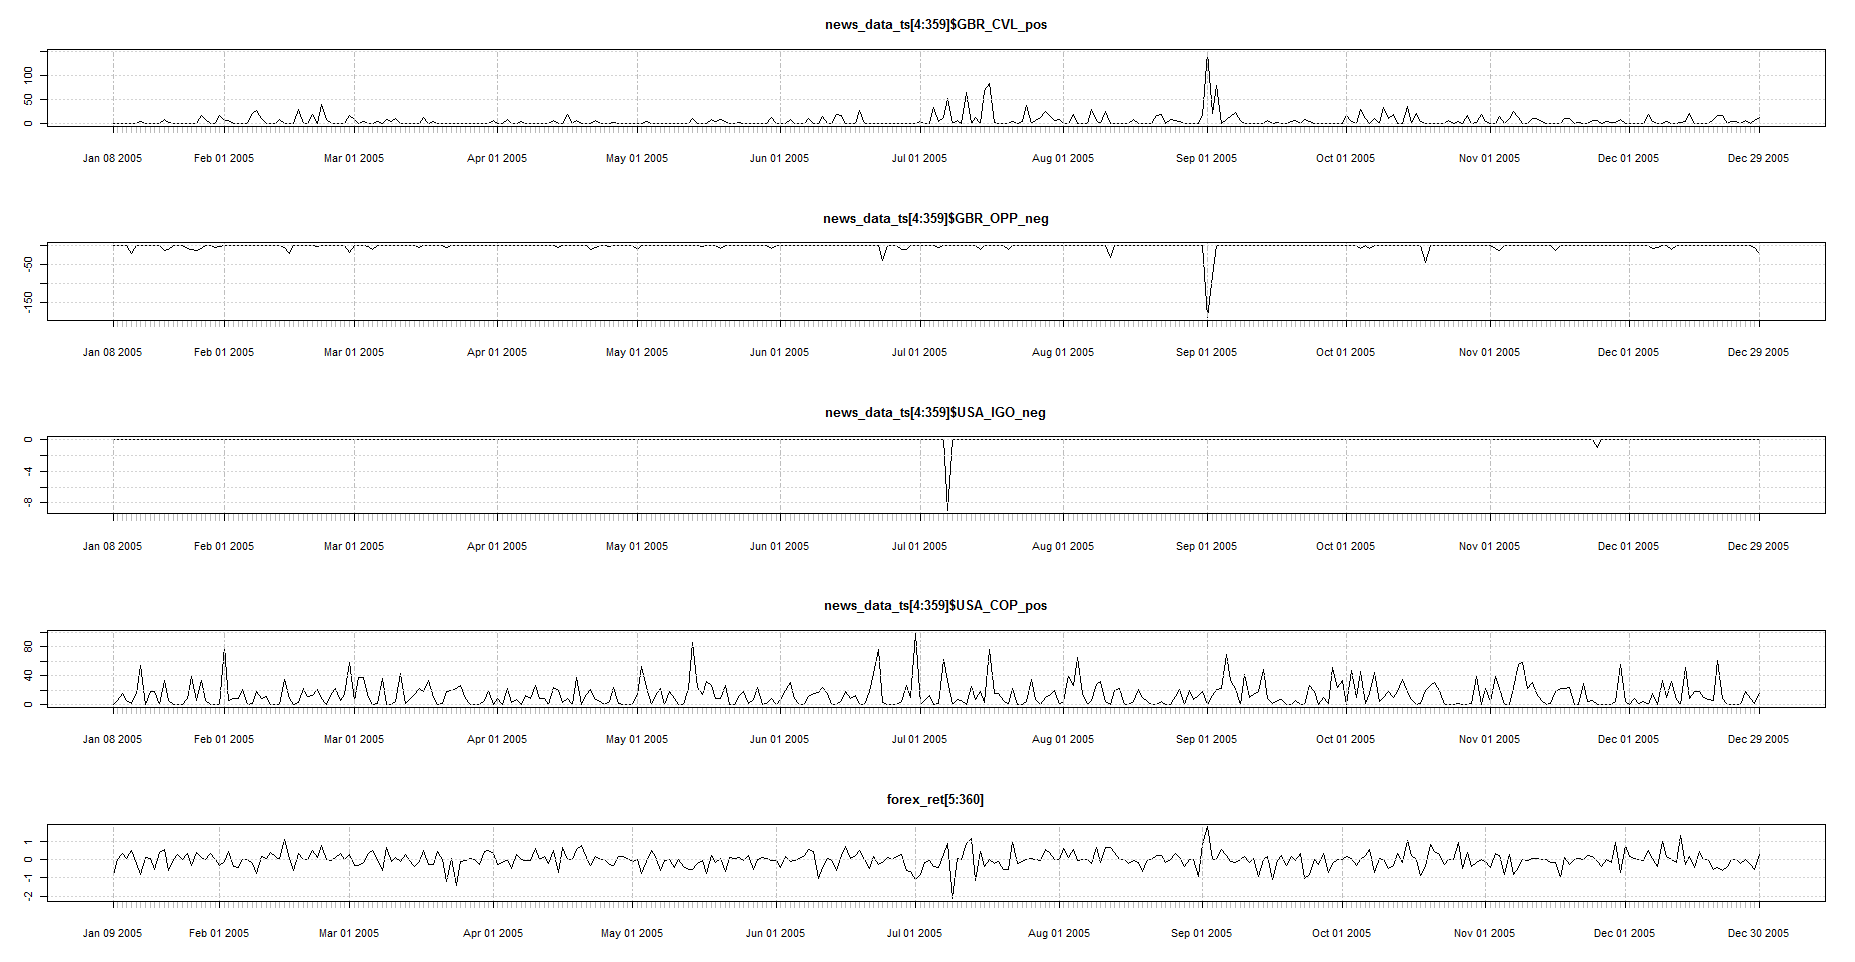 news_data_ts[4:359]$GBR_CVL_pos
100
50
0
Jan 08 2005 Feb 01 2005 Mar 01 2005 Apr 01 2005 May 01 2005 Jun 01 2005 Jul 01 2005 Aug 01 2005 Sep 01 2005 Oct 01 2005 Nov 01 2005 Dec 01 2005 Dec 29 2005
news_data_ts[4:359]$GBR_OPP_neg
-50
-150
Jan 08 2005 Feb 01 2005 Mar 01 2005 Apr 01 2005 May 01 2005 Jun 01 2005 Jul 01 2005 Aug 01 2005 Sep 01 2005 Oct 01 2005 Nov 01 2005 Dec 01 2005 Dec 29 2005
news_data_ts[4:359]$USA_IGO_neg
0
-4
-8
Jan 08 2005 Feb 01 2005 Mar 01 2005 Apr 01 2005 May 01 2005 Jun 01 2005 Jul 01 2005 Aug 01 2005 Sep 01 2005 Oct 01 2005 Nov 01 2005 Dec 01 2005 Dec 29 2005
news_data_ts[4:359]$USA_COP_pos
80
40
0
Jan 08 2005 Feb 01 2005 Mar 01 2005 Apr 01 2005 May 01 2005 Jun 01 2005 Jul 01 2005 Aug 01 2005 Sep 01 2005 Oct 01 2005 Nov 01 2005 Dec 01 2005 Dec 29 2005
forex_ret[5:360]
1
0
-1
-2
Jan 09 2005 Feb 01 2005 Mar 01 2005 Apr 01 2005 May 01 2005 Jun 01 2005 Jul 01 2005 Aug 01 2005 Sep 01 2005 Oct 01 2005 Nov 01 2005 Dec 01 2005 Dec 30 2005